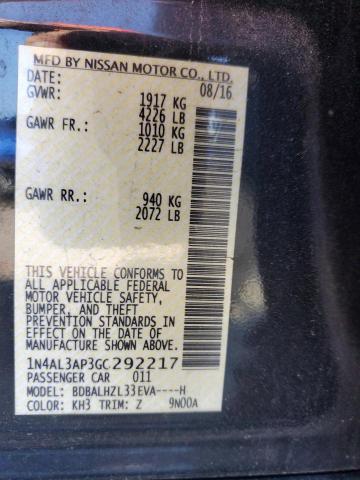 MFD BY NISSAN MOTOR CO., LTD.
DATE: 08/16
GVWR: 1917 KG
4226 LB
GAWR FR.: 1010 KG
2227 LB
GAWR RR.: 940 KG
2072 LB
THIS VEHICLE CONFORMS TO
ALL APPLICABLE FEDERAL
MOTOR VEHICLE SAFETY,
BUMPER, AND THEFT
PREVENTION STANDARDS IN
EFFECT ON THE DATE OF
MANUFACTURE SHOWN ABOVE.
1N4AL3AP3GC292217
PASSENGER CAR 011
MODEL: BDBALHZL33EVA----H
COLOR: KH3 TRIM: Z 9N00A